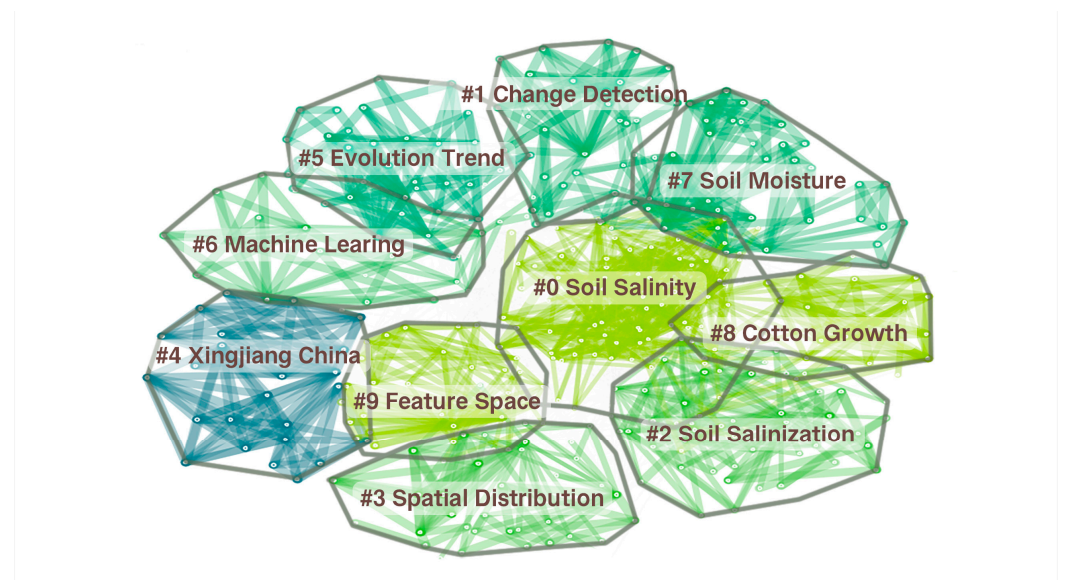 #1 Change Detection
#5 Evolution Trend
#7 Soil Moisture
#6 Machine Learing
#0 Soil Salinity
#8 Cotton Growth
#4 Xingjiang China
#9 Feature Space
#2 Soil Salinization
#3 Spatial Distribution